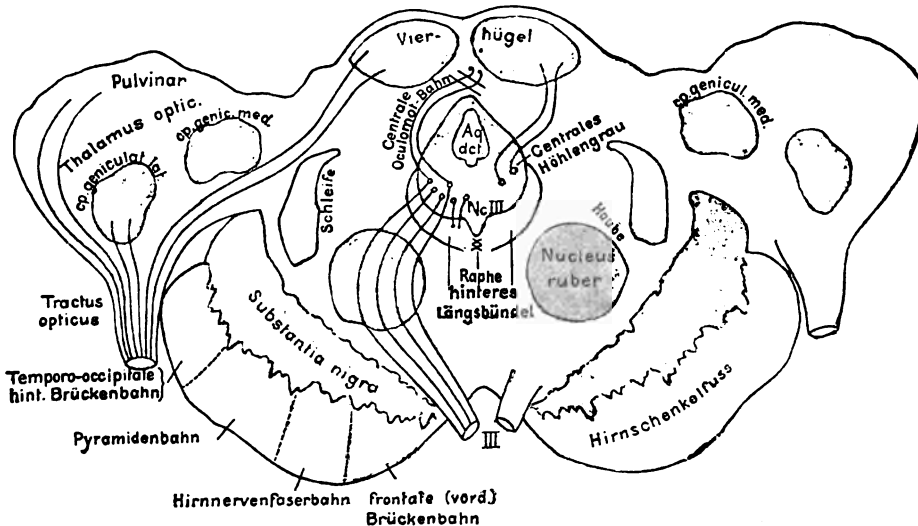 Vier-
hügel
Pulvinar
Thalamus optic.
cp. genic. med.
cp. geniculat. lat.
Centrale
Oculomot.-Bahn
Aq
dct
Centrales
Höhlengrau
cp. genicul. med.
Schleife
Nc III
Haube
Nucleus
ruber
Raphe
hinteres
Längsbündel
Tractus
opticus
Substantia nigra
Temporo-occipitale
hint. Brückenbahn
Pyramidenbahn
Hirnschenkelfuss
III
Hirnnervenfaserbahn
frontale (vord.)
Brückenbahn